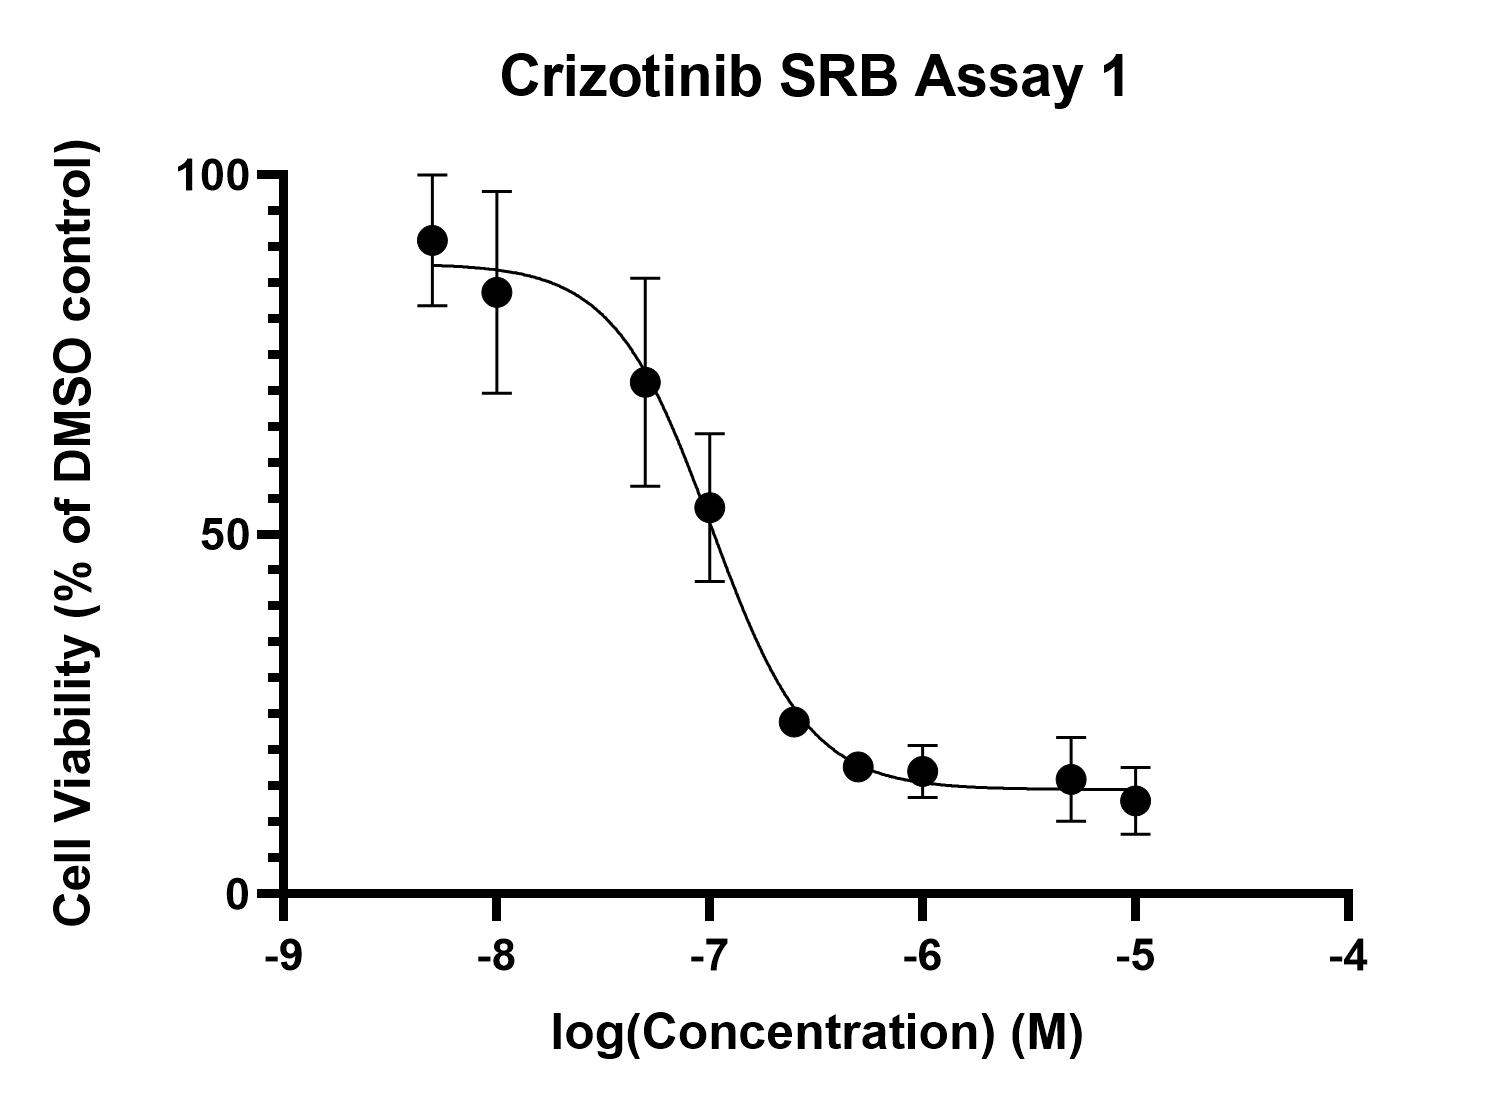 Crizotinib SRB Assay 1
Cell Viability (% of DMSO control)
100
50
0
-9 -8 -7 -6 -5 -4
log(Concentration) (M)